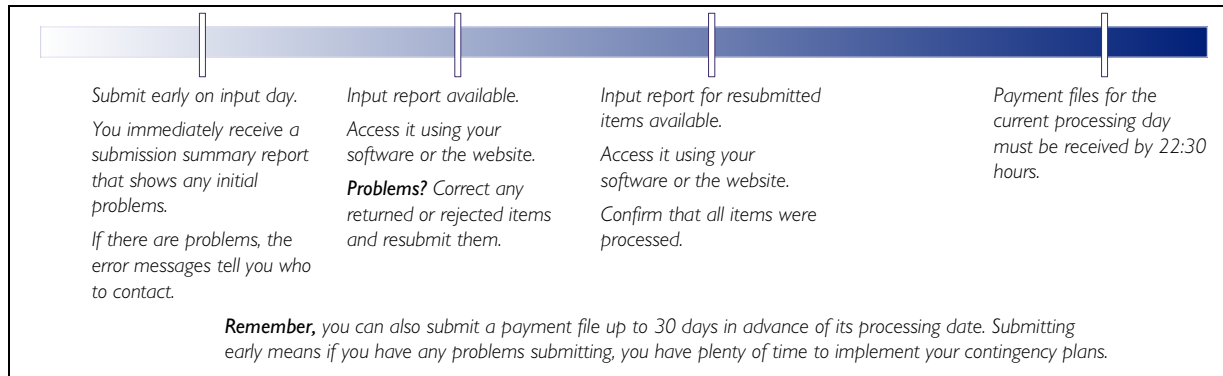 Submit early on input day.
You immediately receive a
submission summary report
that shows any initial
problems.
If there are problems, the
error messages tell you who
to contact.
Input report available.
Access it using your
software or the website.
Problems? Correct any
returned or rejected items
and resubmit them.
Input report for resubmitted
items available.
Access it using your
software or the website.
Confirm that all items were
processed.
Payment files for the
current processing day
must be received by 22:30
hours.
Remember, you can also submit a payment file up to 30 days in advance of its processing date. Submitting
early means if you have any problems submitting, you have plenty of time to implement your contingency plans.